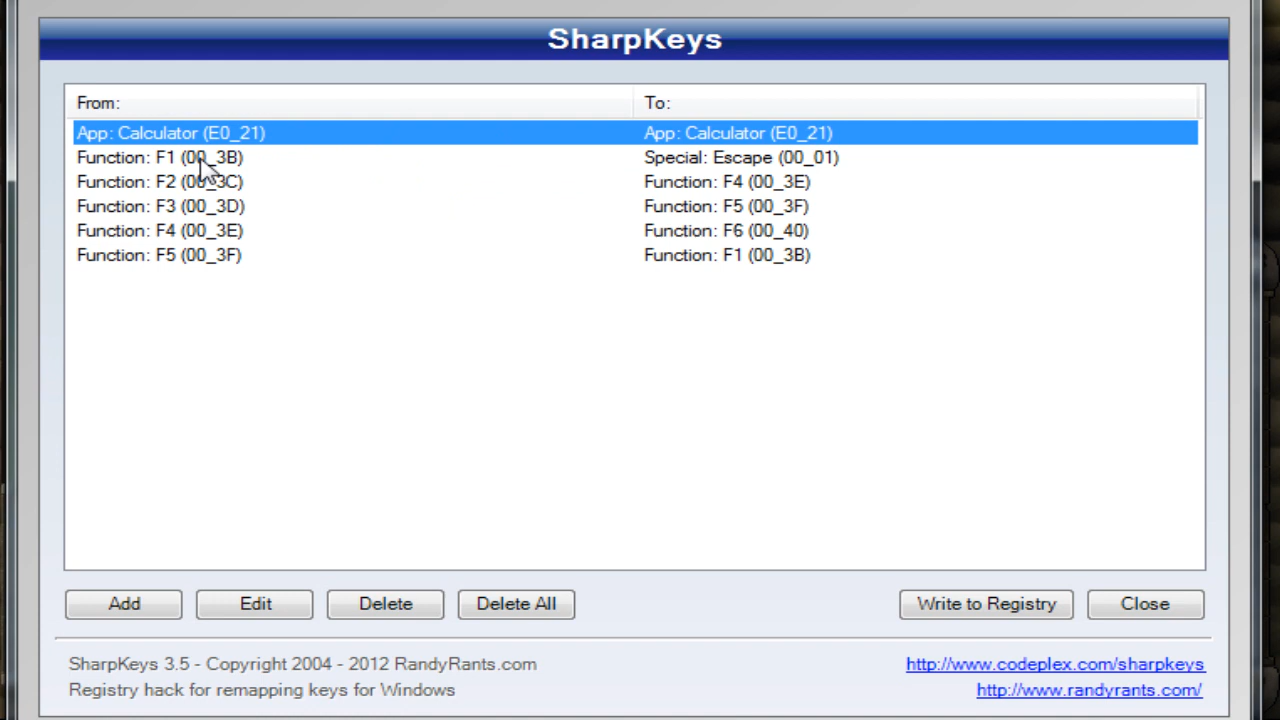 SharpKeys
From: To:
App: Calculator (E0_21) App: Calculator (E0_21)
Function: F1 (00_3B) Special: Escape (00_01)
Function: F2 (00_3C) Function: F4 (00_3E)
Function: F3 (00_3D) Function: F5 (00_3F)
Function: F4 (00_3E) Function: F6 (00_40)
Function: F5 (00_3F) Function: F1 (00_3B)
Add Edit Delete Delete All Write to Registry Close
SharpKeys 3.5 - Copyright 2004 - 2012 RandyRants.com http://www.codeplex.com/sharpkeys
Registry hack for remapping keys for Windows http://www.randyrants.com/